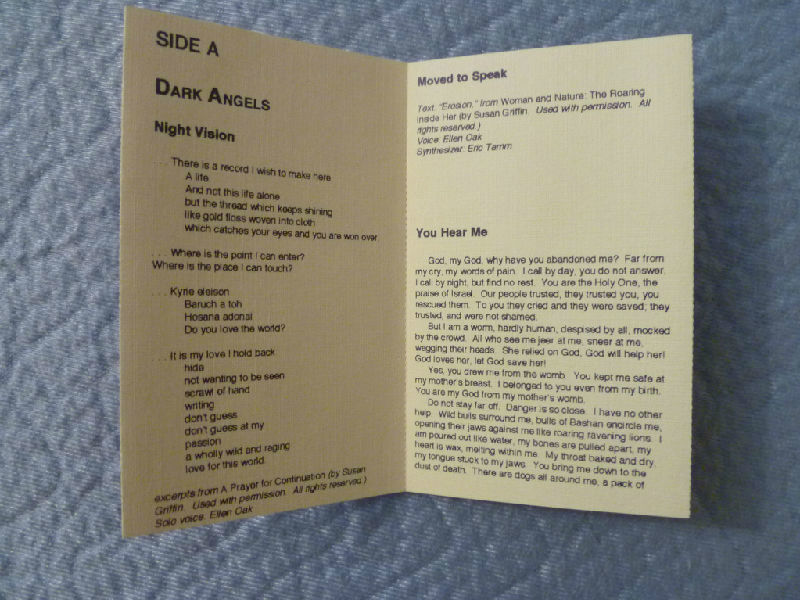 SIDE A
DARK ANGELS
Night Vision
. . . There is a record I wish to make here
A life
And not this life alone
but the thread which keeps shining
like gold floss woven into cloth
which catches your eyes and you are won over.
. . . Where is the point I can enter?
Where is the place I can touch?
. . . Kyrie eleison
Baruch a toh
Hosana adonai
Do you love the world?
. . . It is my love I hold back
hide
not wanting to be seen
scrawl of hand
writing
don't guess
don't guess at my
passion
a wholly wild and raging
love for this world.
excerpts from A Prayer for Continuation (by Susan
Griffin. Used with permission. All rights reserved.)
Solo voice: Ellen Oak
Moved to Speak
Text: "Erosion," from Woman and Nature: The Roaring
Inside Her (by Susan Griffin. Used with permission. All
rights reserved.)
Voice: Ellen Oak
Synthesizer: Eric Tamm
You Hear Me
God, my God, why have you abandoned me? Far from
my cry, my words of pain. I call by day, you do not answer.
I call by night, but find no rest. You are the Holy One, the
praise of Israel. Our people trusted, they trusted you, you
rescued them. To you they cried and they were saved; they
trusted, and were not shamed.
But I am a worm, hardly human, despised by all, mocked
by the crowd. All who see me jeer at me, sneer at me,
wagging their heads. She relied on God, God will help her!
God loves her, let God save her!
Yes, you drew me from the womb. You kept me safe at
my mother's breast. I belonged to you even from my birth.
You are my God from my mother's womb.
Do not stay far off. Danger is so close. I have no other
help. Wild bulls surround me, bulls of Bashan encircle me,
opening their jaws against me like roaring ravening lions. I
am poured out like water, my bones are pulled apart, my
heart is wax, melting within me. My throat baked and dry,
my tongue stuck to my jaws. You bring me down to the
dust of death. There are dogs all around me, a pack of